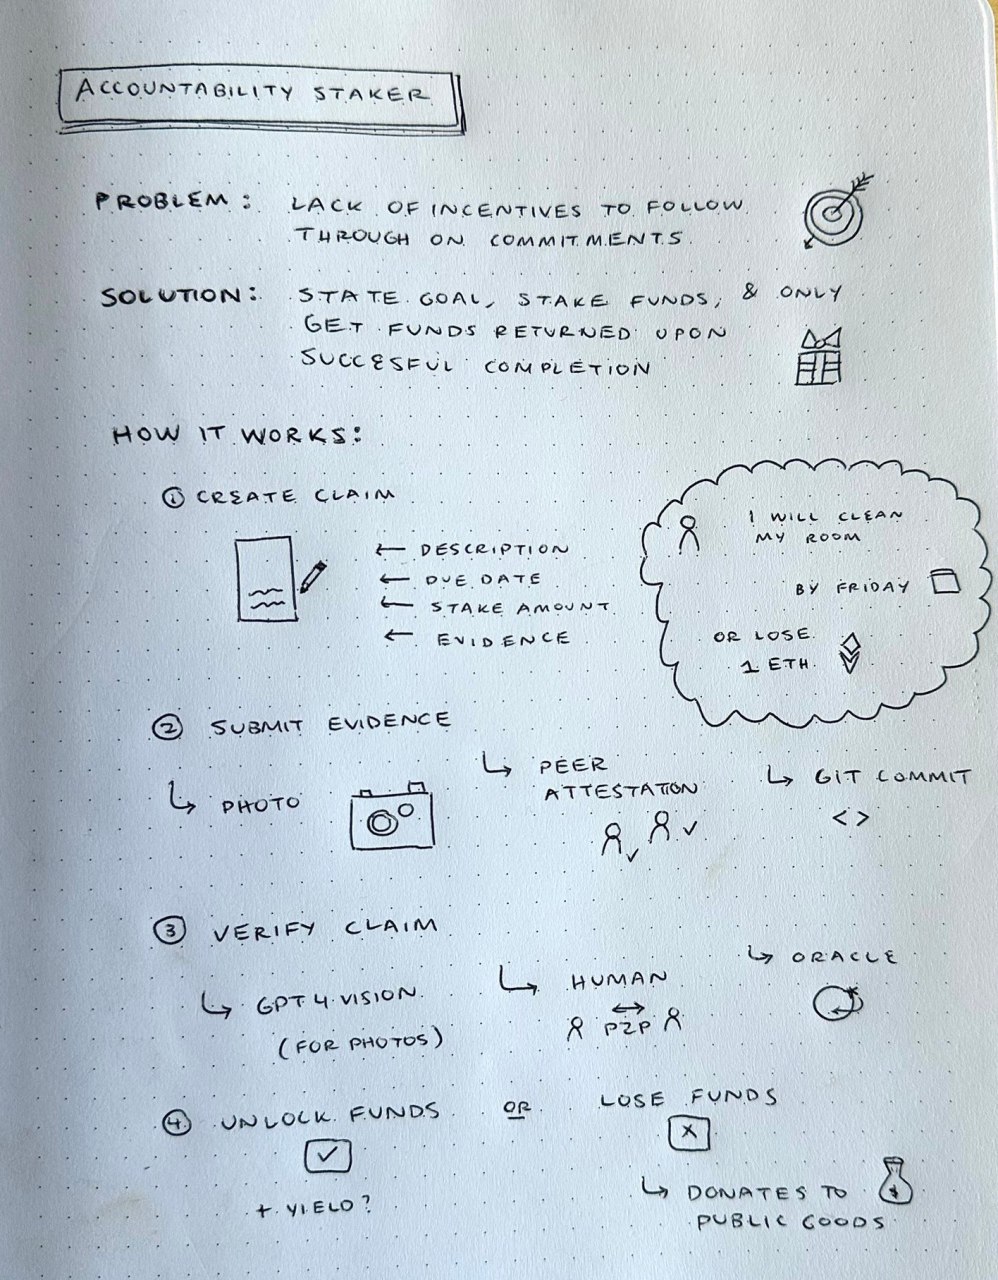 ACCOUNTABILITY STAKER
PROBLEM: LACK OF INCENTIVES TO FOLLOW
THROUGH ON COMMITMENTS.
SOLUTION: STATE GOAL, STAKE FUNDS, & ONLY
GET FUNDS RETURNED UPON
SUCCESFUL COMPLETION
HOW IT WORKS:
① CREATE CLAIM
← DESCRIPTION
← DUE DATE
← STAKE AMOUNT
← EVIDENCE
I WILL CLEAN
MY ROOM
BY FRIDAY
OR LOSE
1 ETH.
② SUBMIT EVIDENCE
↳ PHOTO
↳ PEER
ATTESTATION
↳ GIT COMMIT
< >
③ VERIFY CLAIM
↳ GPT 4 VISION
(FOR PHOTOS)
↳ HUMAN
P2P
↳ ORACLE
④ UNLOCK FUNDS OR LOSE FUNDS
+ YIELD?
↳ DONATES TO
PUBLIC GOODS